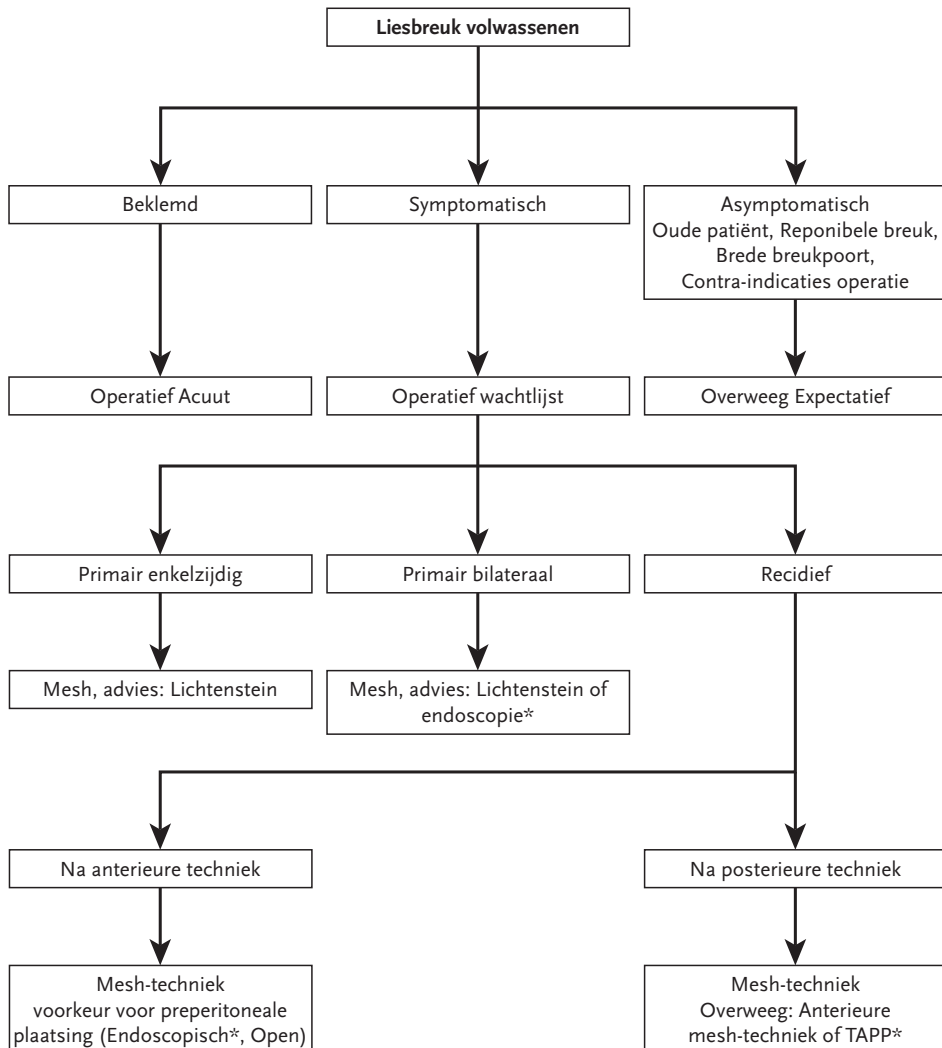 Liesbreuk volwassenen
Beklemd
Symptomatisch
Asymptomatisch
Oude patiënt, Reponibele breuk,
Brede breukpoort,
Contra-indicaties operatie
Operatief Acuut
Operatief wachtlijst
Overweeg Expectatief
Primair enkelzijdig
Primair bilateraal
Recidief
Mesh, advies: Lichtenstein
Mesh, advies: Lichtenstein of
endoscopie*
Na anterieure techniek
Na posterieure techniek
Mesh-techniek
voorkeur voor preperitoneale
plaatsing (Endoscopisch*, Open)
Mesh-techniek
Overweeg: Anterieure
mesh-techniek of TAPP*